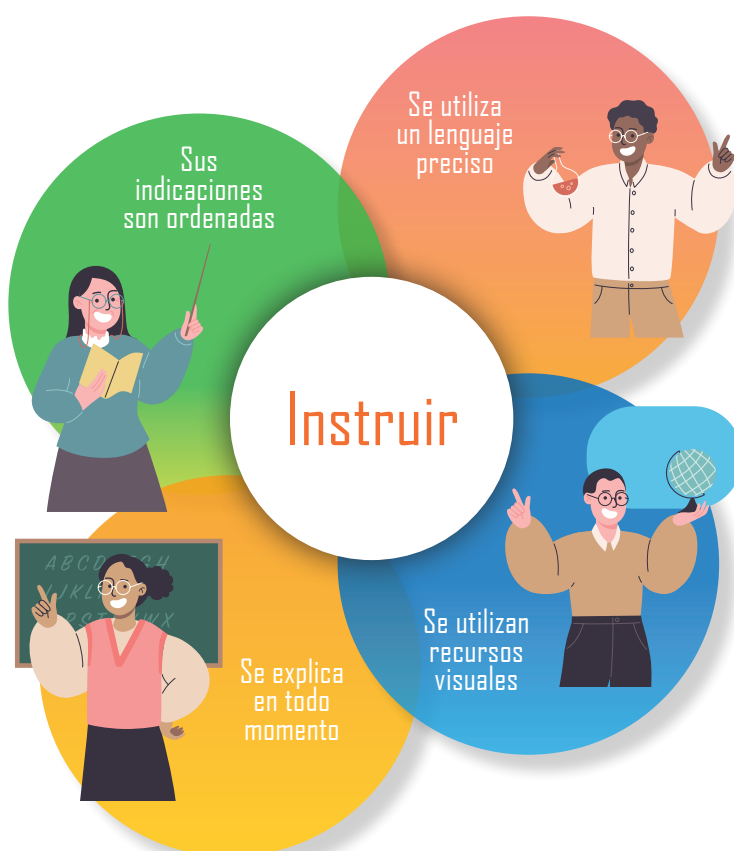 Se utiliza
un lenguaje
preciso
Sus
indicaciones
son ordenadas
Instruir
Se utilizan
recursos
visuales
Se explica
en todo
momento